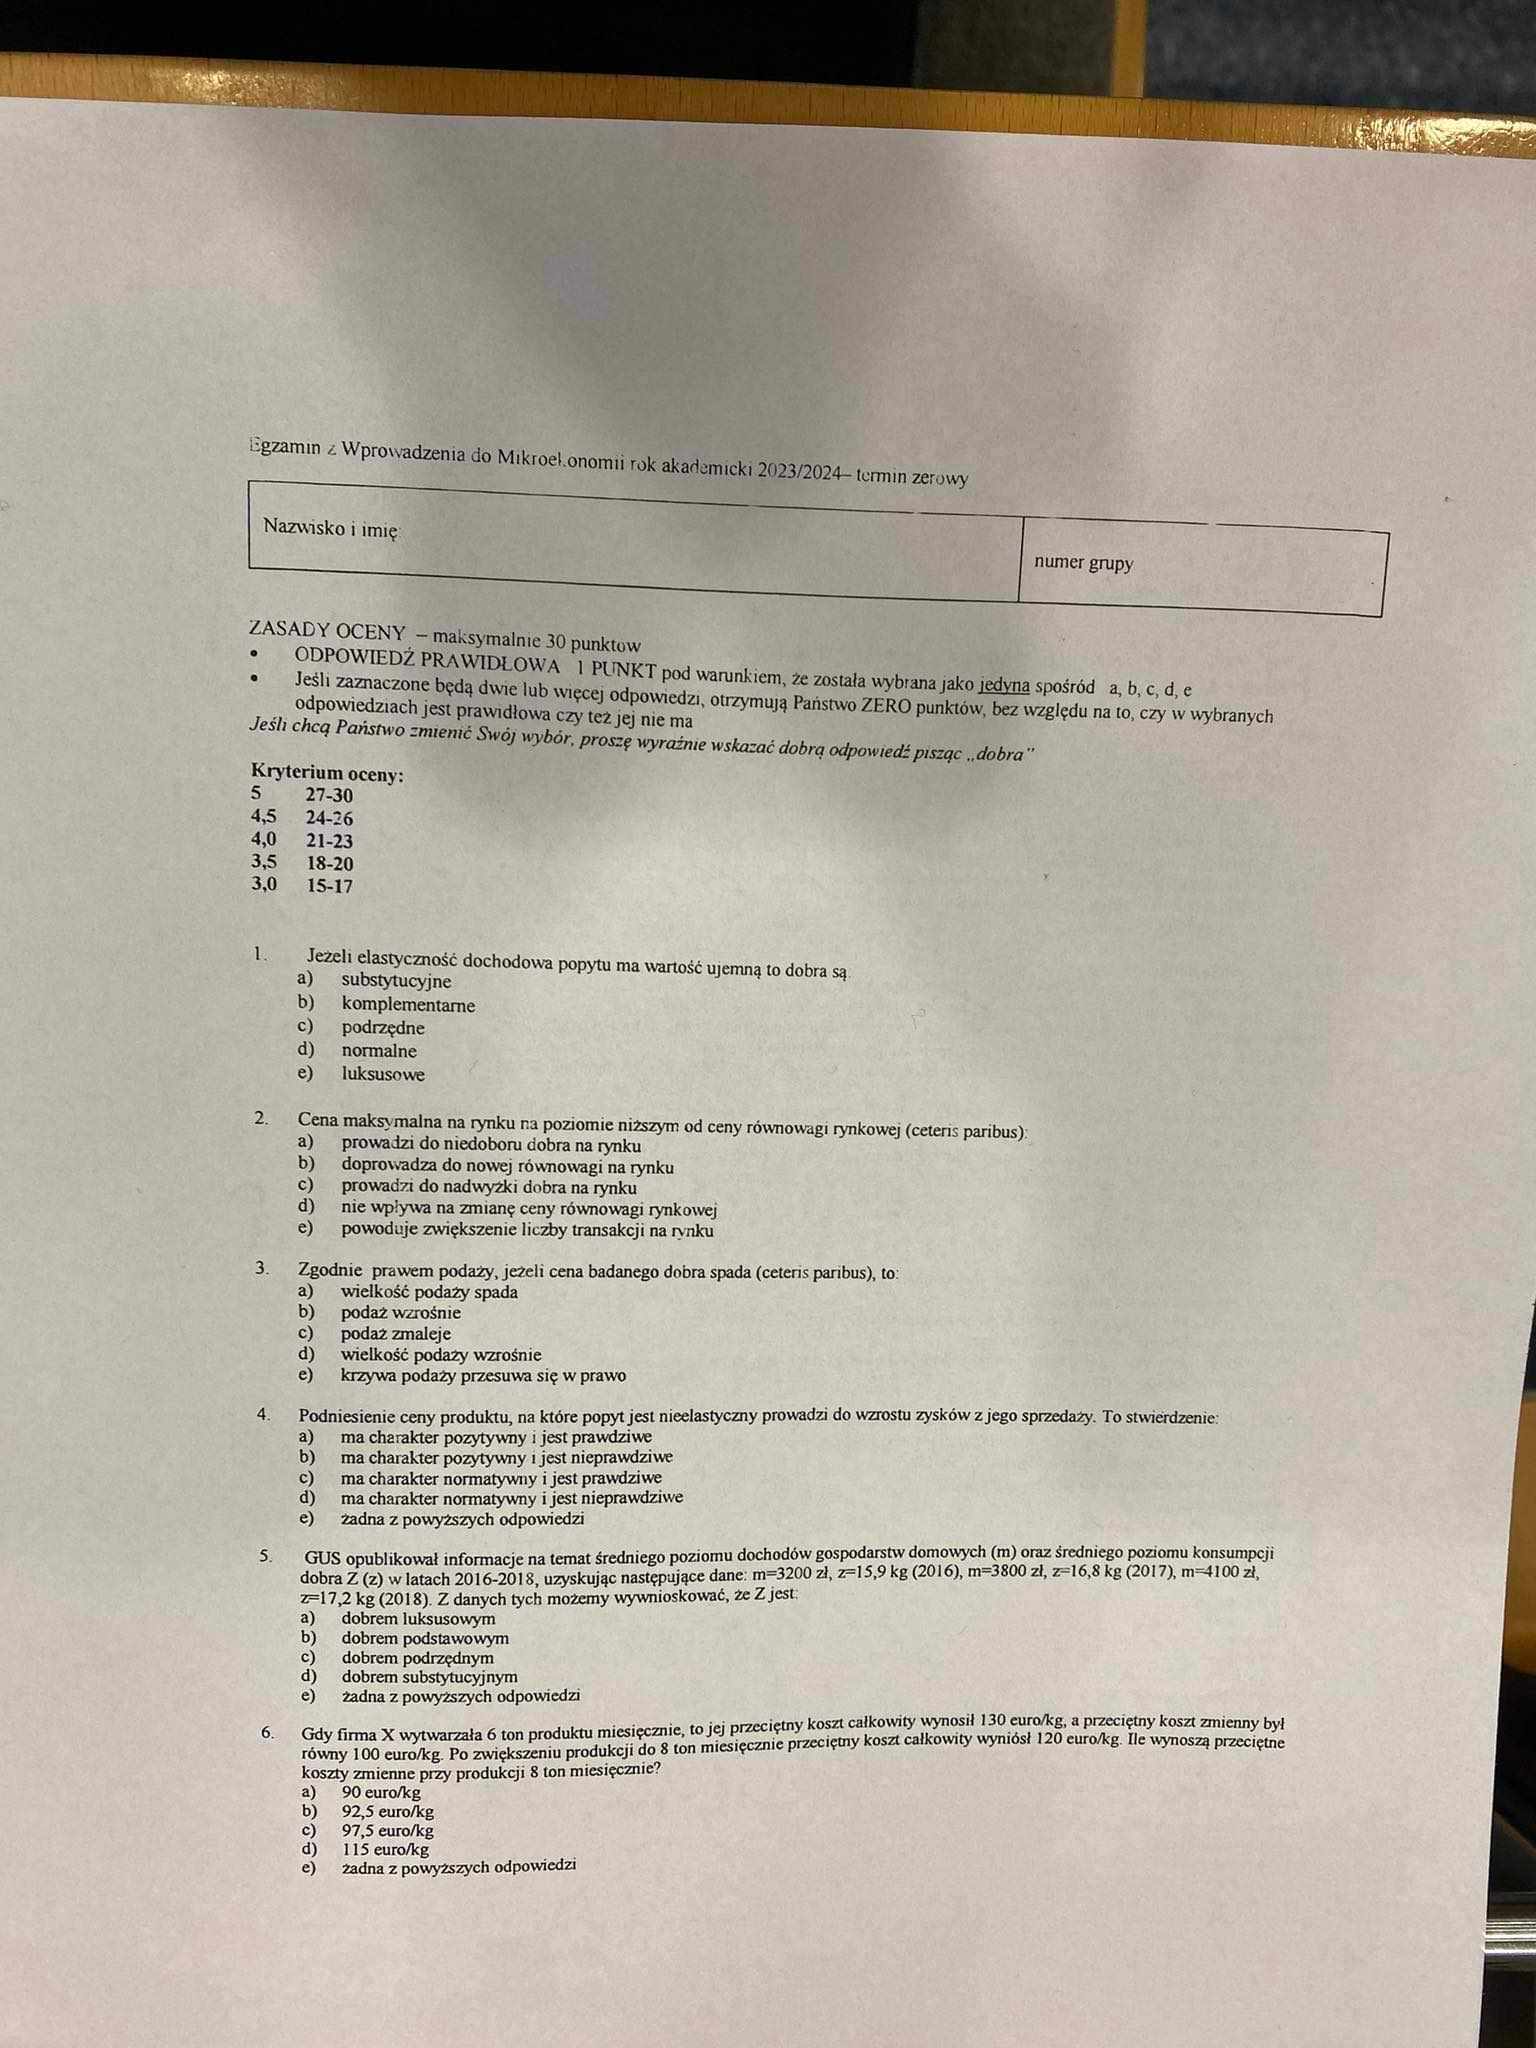 Egzamin z Wprowadzenia do Mikroekonomii rok akademicki 2023/2024– termin zerowy
Nazwisko i imię:
numer grupy
ZASADY OCENY – maksymalnie 30 punktow
• ODPOWIEDŹ PRAWIDŁOWA 1 PUNKT pod warunkiem, że została wybrana jako jedyna spośród a, b, c, d, e
• Jeśli zaznaczone będą dwie lub więcej odpowiedzi, otrzymują Państwo ZERO punktów, bez względu na to, czy w wybranych
odpowiedziach jest prawidłowa czy też jej nie ma
Jeśli chcą Państwo zmienić Swój wybór, proszę wyraźnie wskazać dobrą odpowiedź pisząc „dobra"
Kryterium oceny:
5 27-30
4,5 24-26
4,0 21-23
3,5 18-20
3,0 15-17
1. Jeżeli elastyczność dochodowa popytu ma wartość ujemną to dobra są
a) substytucyjne
b) komplementarne
c) podrzędne
d) normalne
e) luksusowe
2. Cena maksymalna na rynku na poziomie niższym od ceny równowagi rynkowej (ceteris paribus):
a) prowadzi do niedoboru dobra na rynku
b) doprowadza do nowej równowagi na rynku
c) prowadzi do nadwyżki dobra na rynku
d) nie wpływa na zmianę ceny równowagi rynkowej
e) powoduje zwiększenie liczby transakcji na rynku
3. Zgodnie prawem podaży, jeżeli cena badanego dobra spada (ceteris paribus), to:
a) wielkość podaży spada
b) podaż wzrośnie
c) podaż zmaleje
d) wielkość podaży wzrośnie
e) krzywa podaży przesuwa się w prawo
4. Podniesienie ceny produktu, na które popyt jest nieelastyczny prowadzi do wzrostu zysków z jego sprzedaży. To stwierdzenie:
a) ma charakter pozytywny i jest prawdziwe
b) ma charakter pozytywny i jest nieprawdziwe
c) ma charakter normatywny i jest prawdziwe
d) ma charakter normatywny i jest nieprawdziwe
e) żadna z powyższych odpowiedzi
5. GUS opublikował informacje na temat średniego poziomu dochodów gospodarstw domowych (m) oraz średniego poziomu konsumpcji
dobra Z (z) w latach 2016-2018, uzyskując następujące dane: m=3200 zł, z=15,9 kg (2016), m=3800 zł, z=16,8 kg (2017), m=4100 zł,
z=17,2 kg (2018). Z danych tych możemy wywnioskować, że Z jest:
a) dobrem luksusowym
b) dobrem podstawowym
c) dobrem podrzędnym
d) dobrem substytucyjnym
e) żadna z powyższych odpowiedzi
6. Gdy firma X wytwarzała 6 ton produktu miesięcznie, to jej przeciętny koszt całkowity wynosił 130 euro/kg, a przeciętny koszt zmienny był
równy 100 euro/kg. Po zwiększeniu produkcji do 8 ton miesięcznie przeciętny koszt całkowity wyniósł 120 euro/kg. Ile wynoszą przeciętne
koszty zmienne przy produkcji 8 ton miesięcznie?
a) 90 euro/kg
b) 92,5 euro/kg
c) 97,5 euro/kg
d) 115 euro/kg
e) żadna z powyższych odpowiedzi